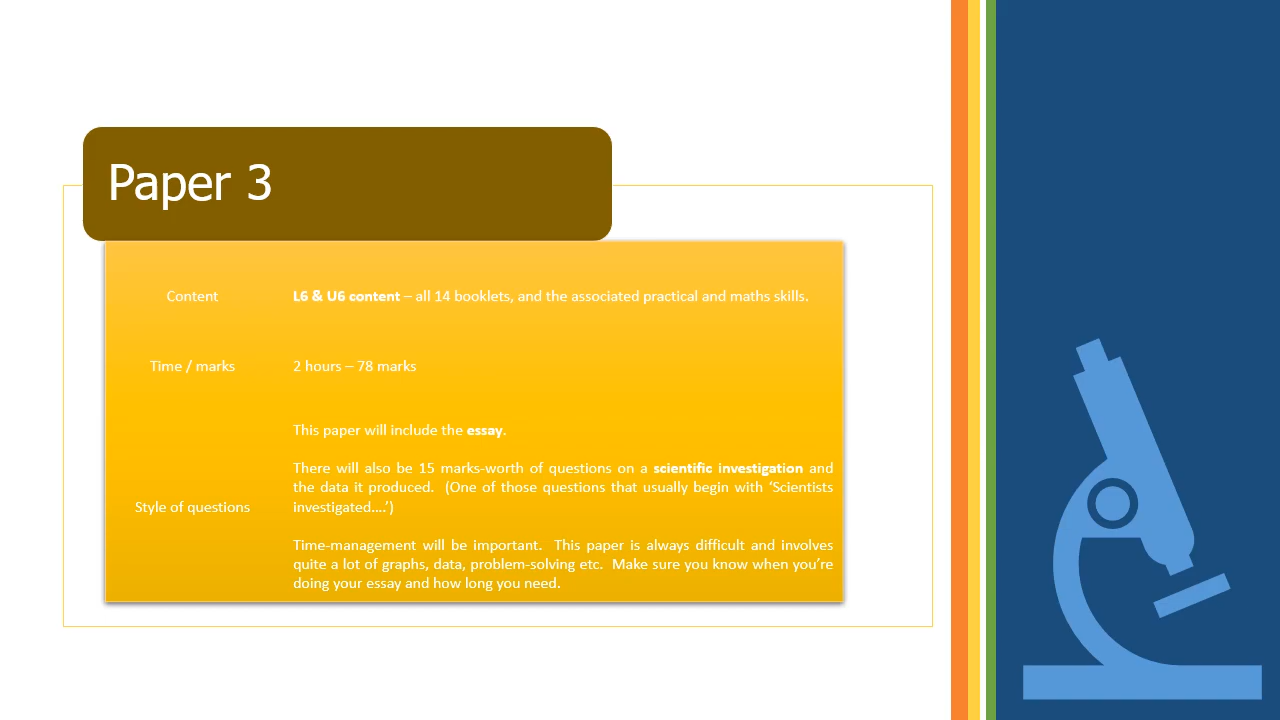 Paper 3
Content
L6 & U6 content – all 14 booklets, and the associated practical and maths skills.
Time / marks
2 hours – 78 marks
Style of questions
This paper will include the essay.
There will also be 15 marks-worth of questions on a scientific investigation and
the data it produced.  (One of those questions that usually begin with ‘Scientists
investigated….’)
Time-management will be important.  This paper is always difficult and involves
quite a lot of graphs, data, problem-solving etc.  Make sure you know when you’re
doing your essay and how long you need.